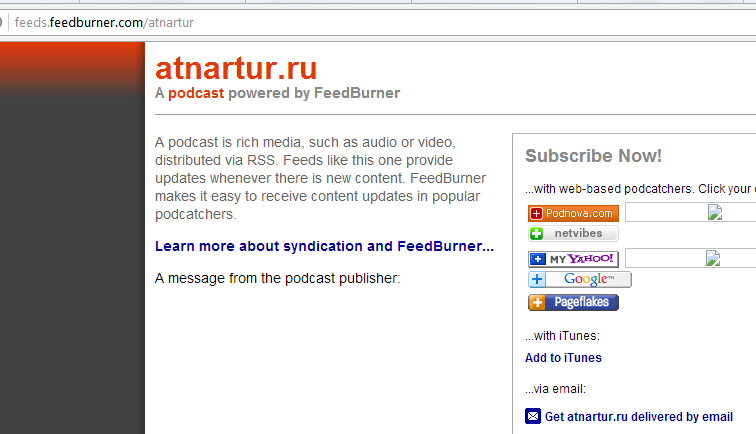 feeds.feedburner.com/atnartur
atnartur.ru
A podcast powered by FeedBurner
A podcast is rich media, such as audio or video,
distributed via RSS. Feeds like this one provide
updates whenever there is new content. FeedBurner
makes it easy to receive content updates in popular
podcatchers.
Learn more about syndication and FeedBurner...
A message from the podcast publisher:
Subscribe Now!
...with web-based podcatchers. Click your
Podnova.com
netvibes
MY YAHOO!
Google™
Pageflakes
...with iTunes:
Add to iTunes
...via email:
Get atnartur.ru delivered by email